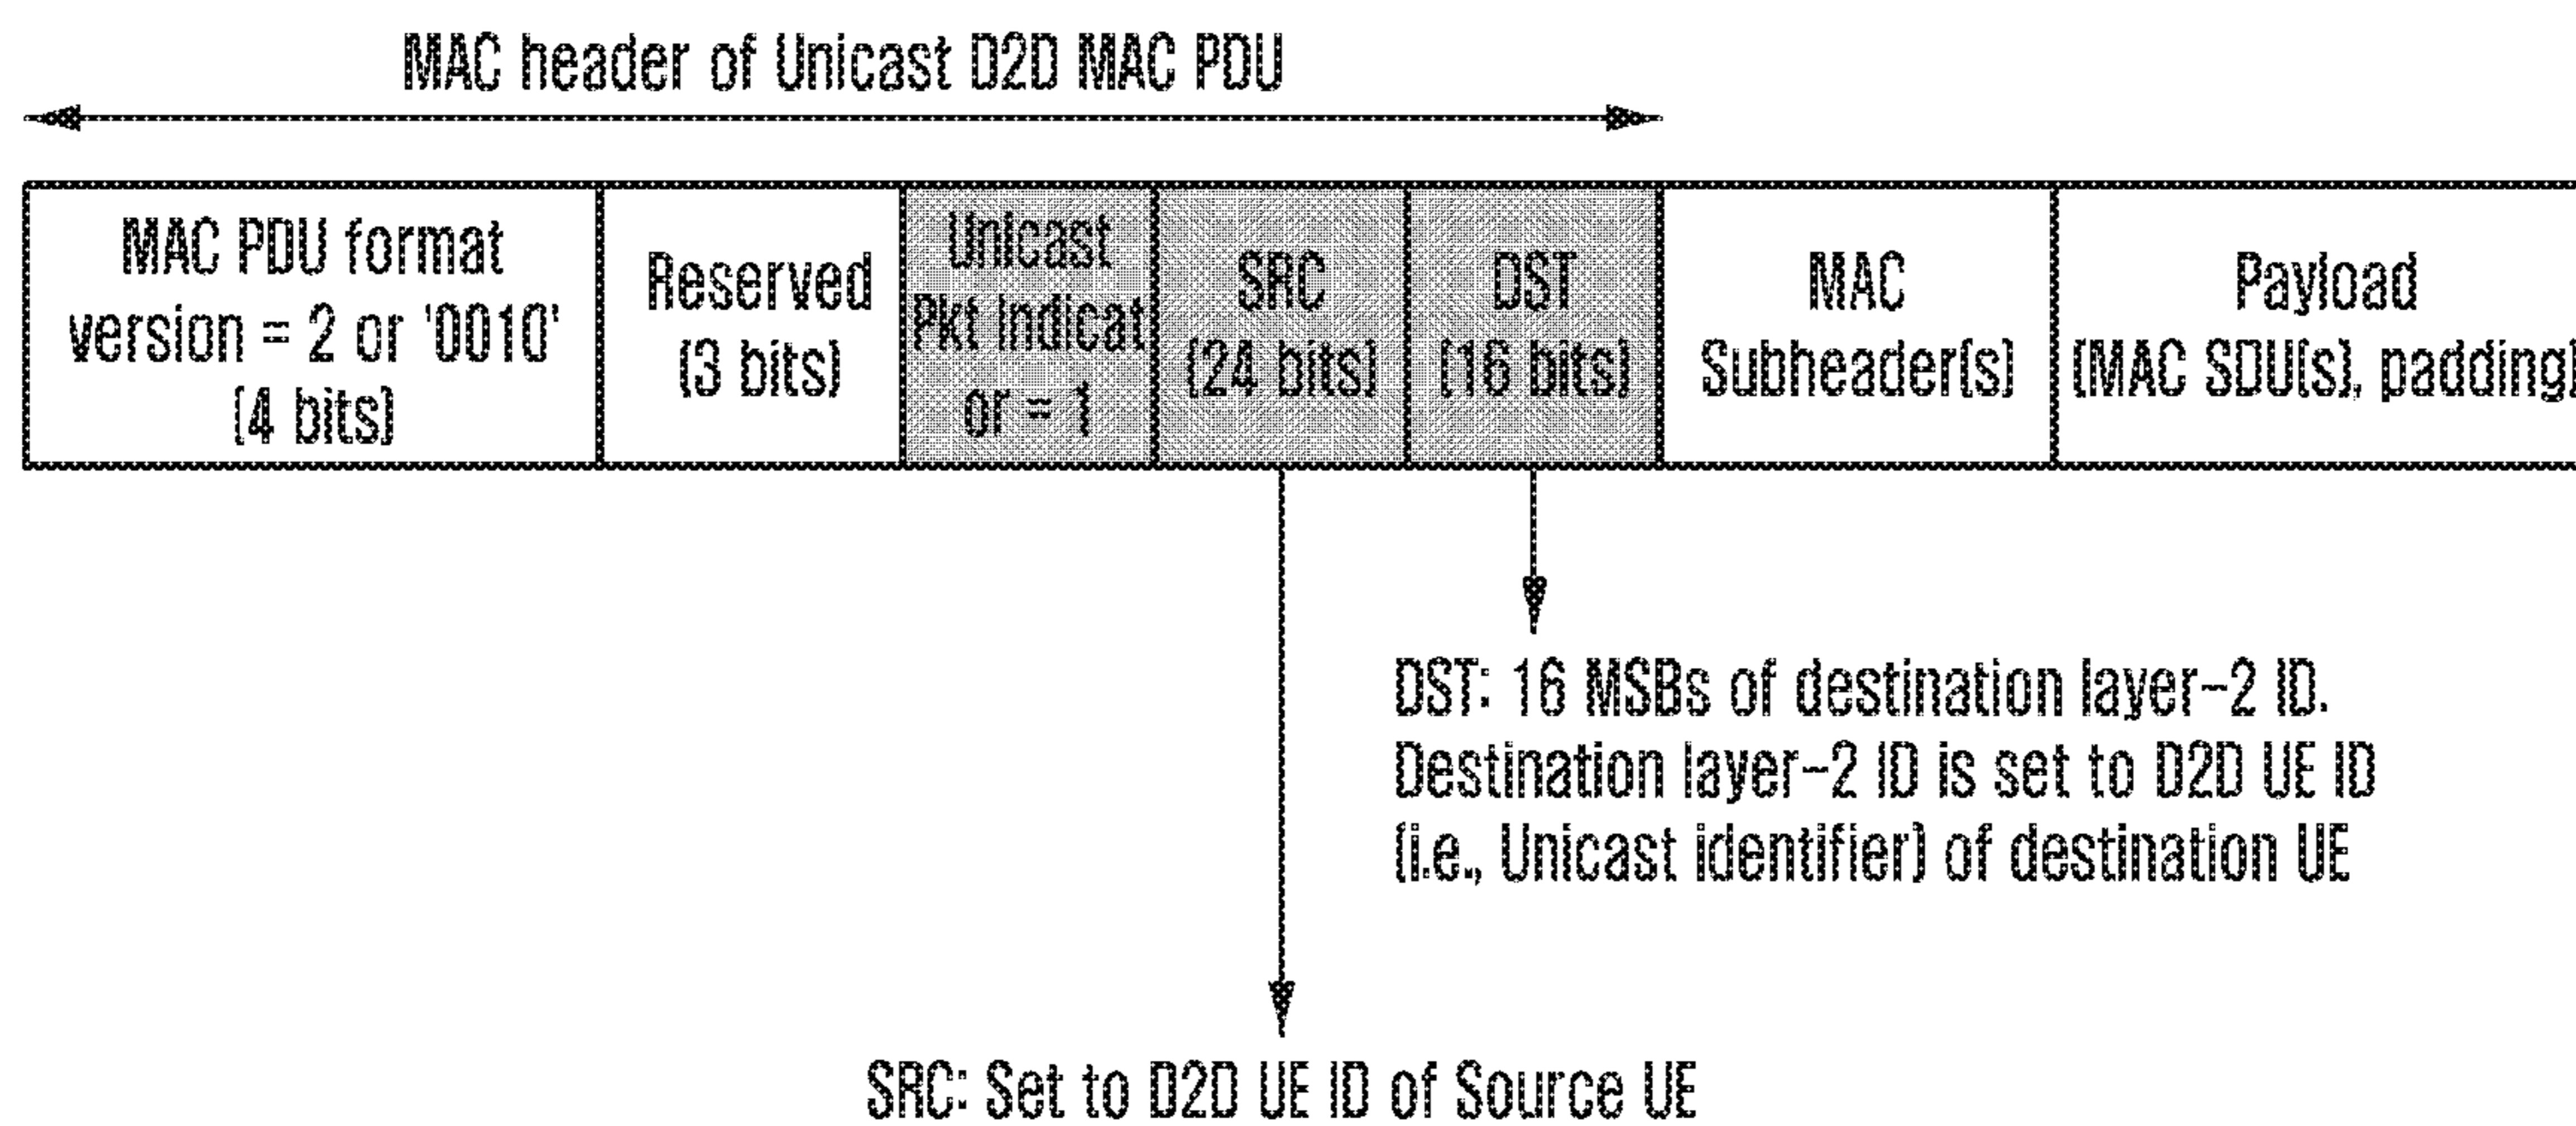 MAC header of Unicast D2D MAC PDU
MAC PDU format
version = 2 or '0010'
(4 bits)
Reserved
(3 bits)
Unicast
Pkt Indicat
or = 1
SRC
(24 bits)
DST
(16 bits)
MAC
Subheader(s)
Payload
(MAC SDU(s), padding)
DST: 16 MSBs of destination layer-2 ID.
Destination layer-2 ID is set to D2D UE ID
(i.e., Unicast identifier) of destination UE
SRC: Set to D2D UE ID of Source UE